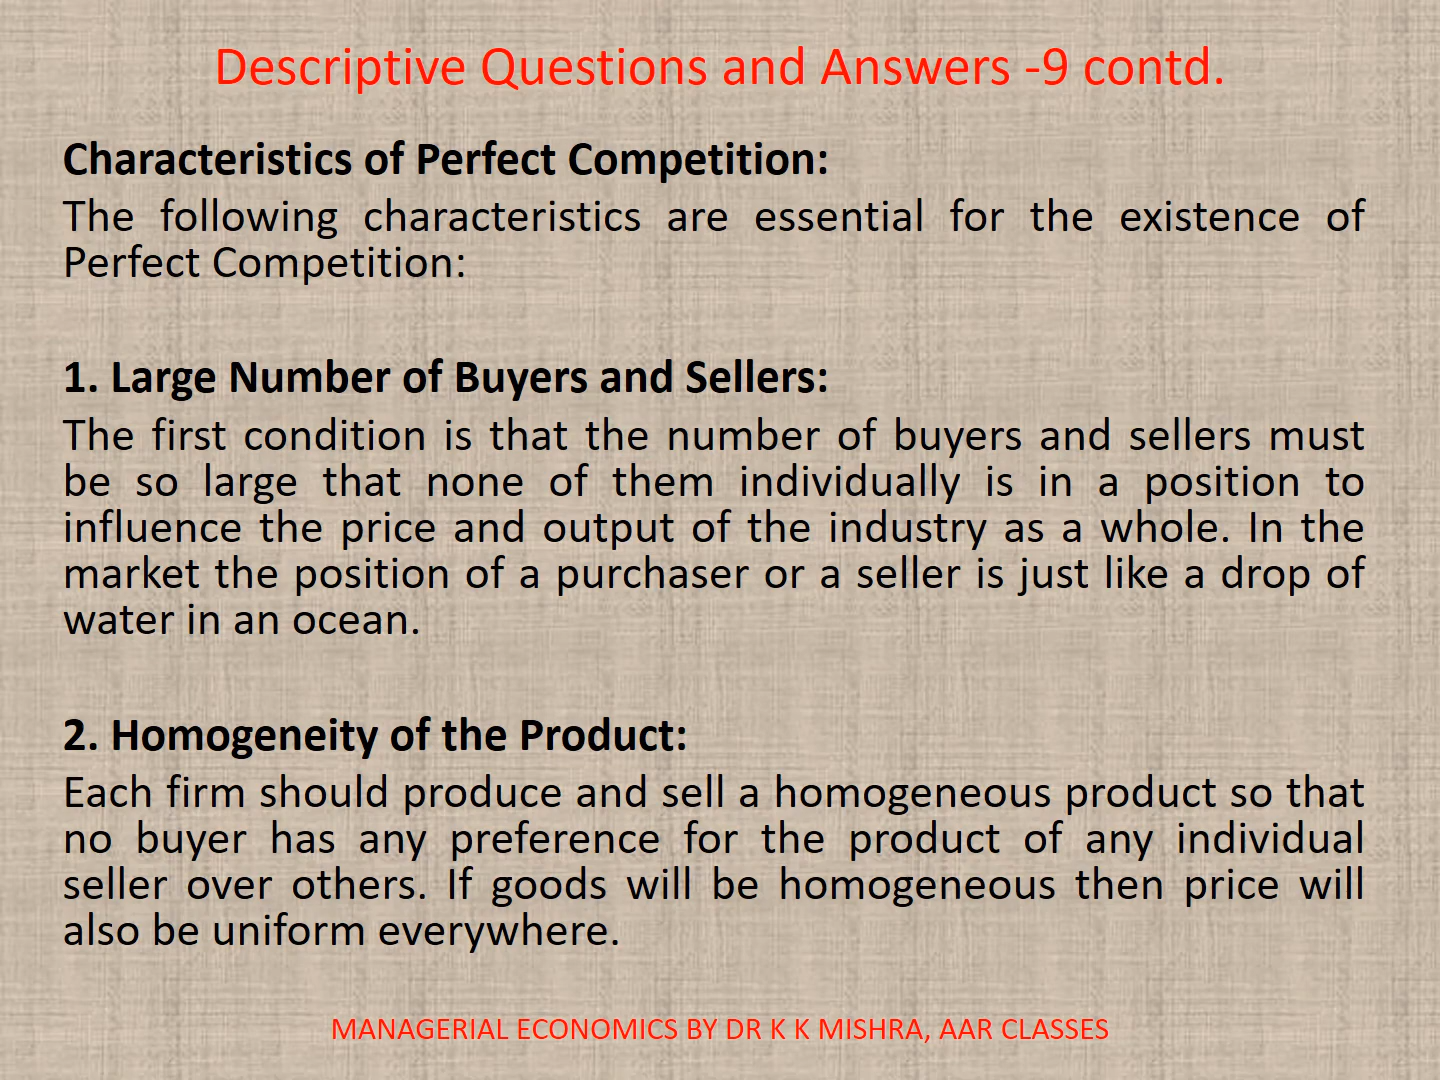 Descriptive Questions and Answers -9 contd.
Characteristics of Perfect Competition:
The following characteristics are essential for the existence of
Perfect Competition:
1. Large Number of Buyers and Sellers:
The first condition is that the number of buyers and sellers must
be so large that none of them individually is in a position to
influence the price and output of the industry as a whole. In the
market the position of a purchaser or a seller is just like a drop of
water in an ocean.
2. Homogeneity of the Product:
Each firm should produce and sell a homogeneous product so that
no buyer has any preference for the product of any individual
seller over others. If goods will be homogeneous then price will
also be uniform everywhere.
MANAGERIAL ECONOMICS BY DR K K MISHRA, AAR CLASSES